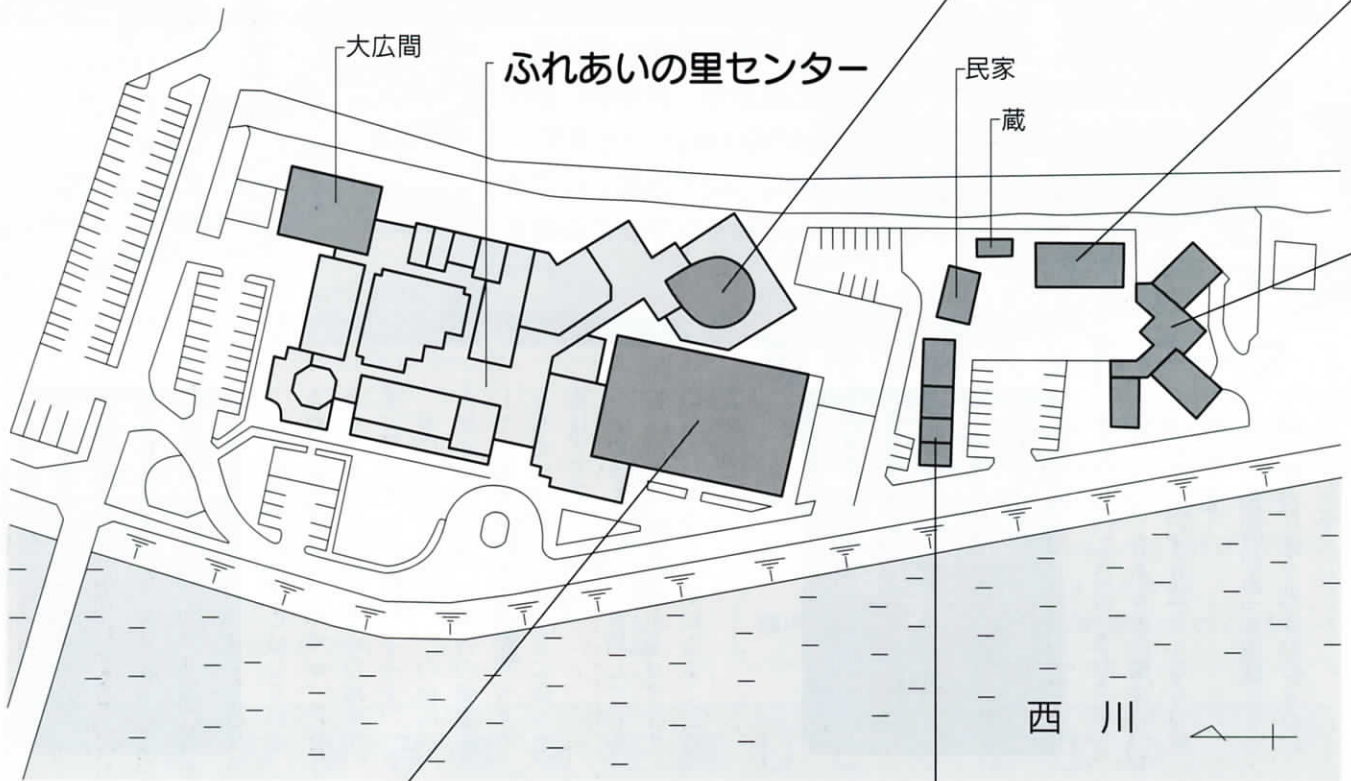 大広間
ふれあいの里センター
民家
蔵
西川